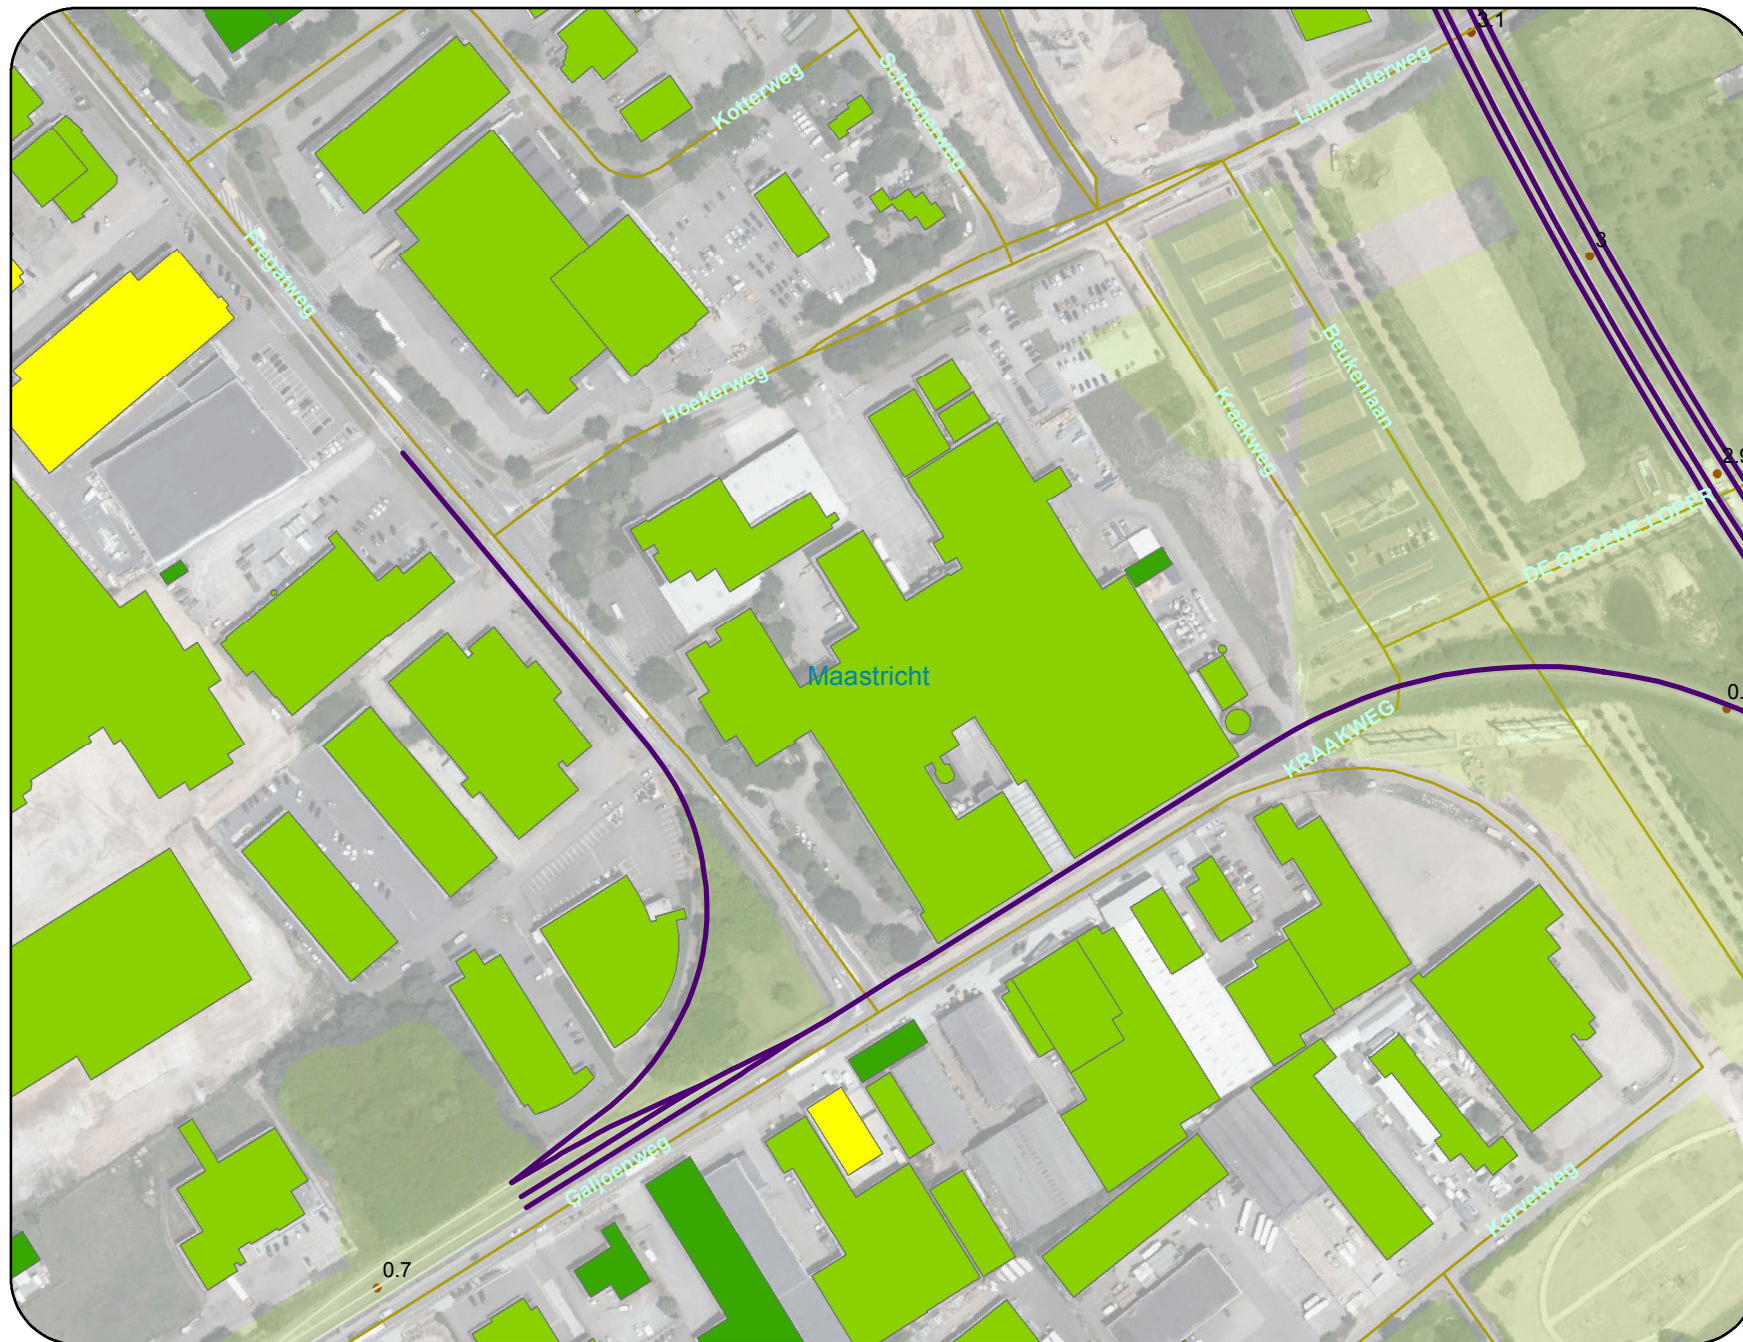 3.1
Schoenerweg
Kotterweg
Limmelderweg
Fregatweg
3
Beukenlaan
Hoekerweg
Kraakweg
2.9
DE GROENE LOPER
Maastricht
0.
KRAAKWEG
Galjoenweg
Korvetweg
0.7